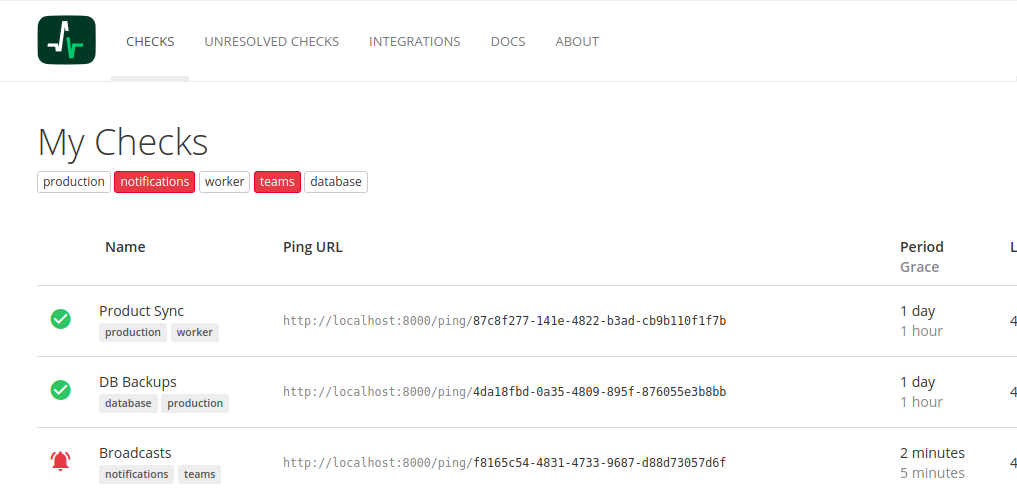 CHECKS UNRESOLVED CHECKS INTEGRATIONS DOCS ABOUT
My Checks
production notifications worker teams database
Name Ping URL Period L
Grace
Product Sync
production worker
http://localhost:8000/ping/87c8f277-141e-4822-b3ad-cb9b110f1f7b
1 day
1 hour
4
DB Backups
database production
http://localhost:8000/ping/4da18fbd-0a35-4809-895f-876055e3b8bb
1 day
1 hour
4
Broadcasts
notifications teams
http://localhost:8000/ping/f8165c54-4831-4733-9687-d88d73057d6f
2 minutes
5 minutes
4